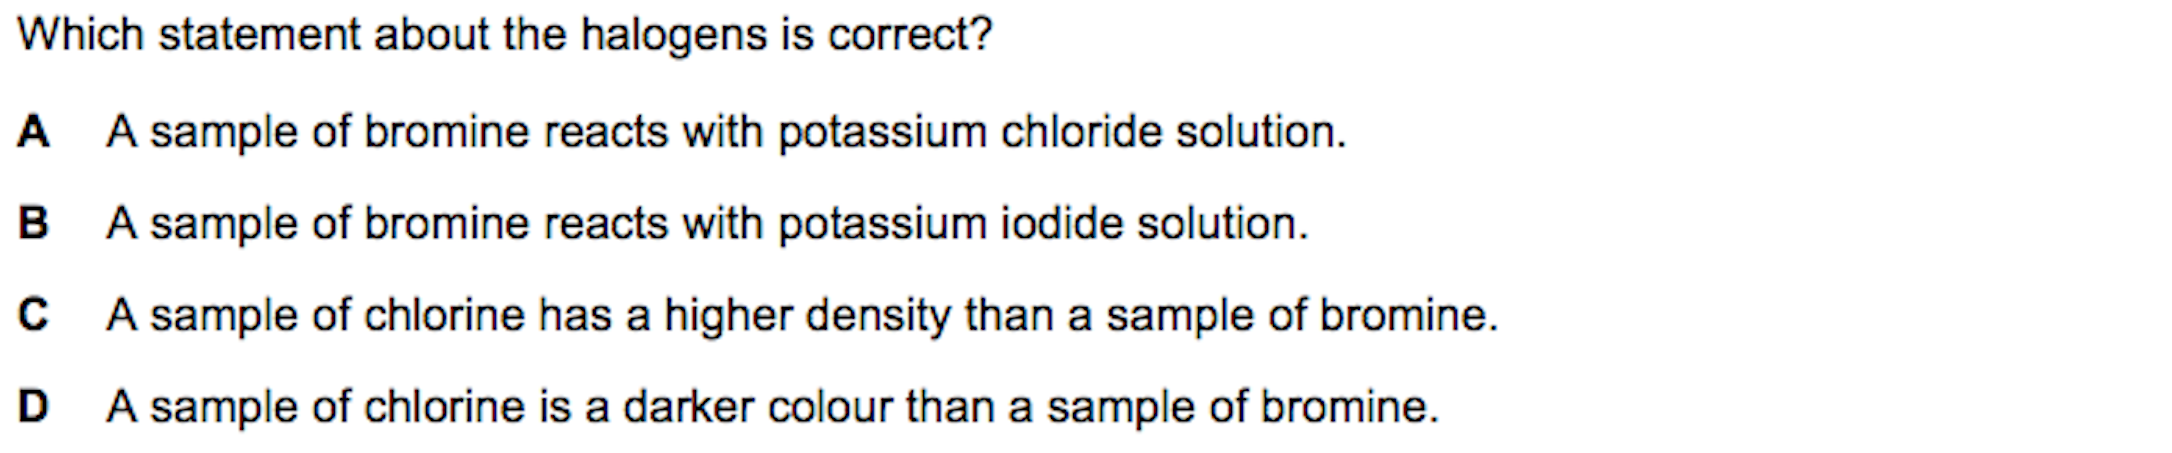 Which statement about the halogens is correct?
A A sample of bromine reacts with potassium chloride solution.
B A sample of bromine reacts with potassium iodide solution.
C A sample of chlorine has a higher density than a sample of bromine.
D A sample of chlorine is a darker colour than a sample of bromine.